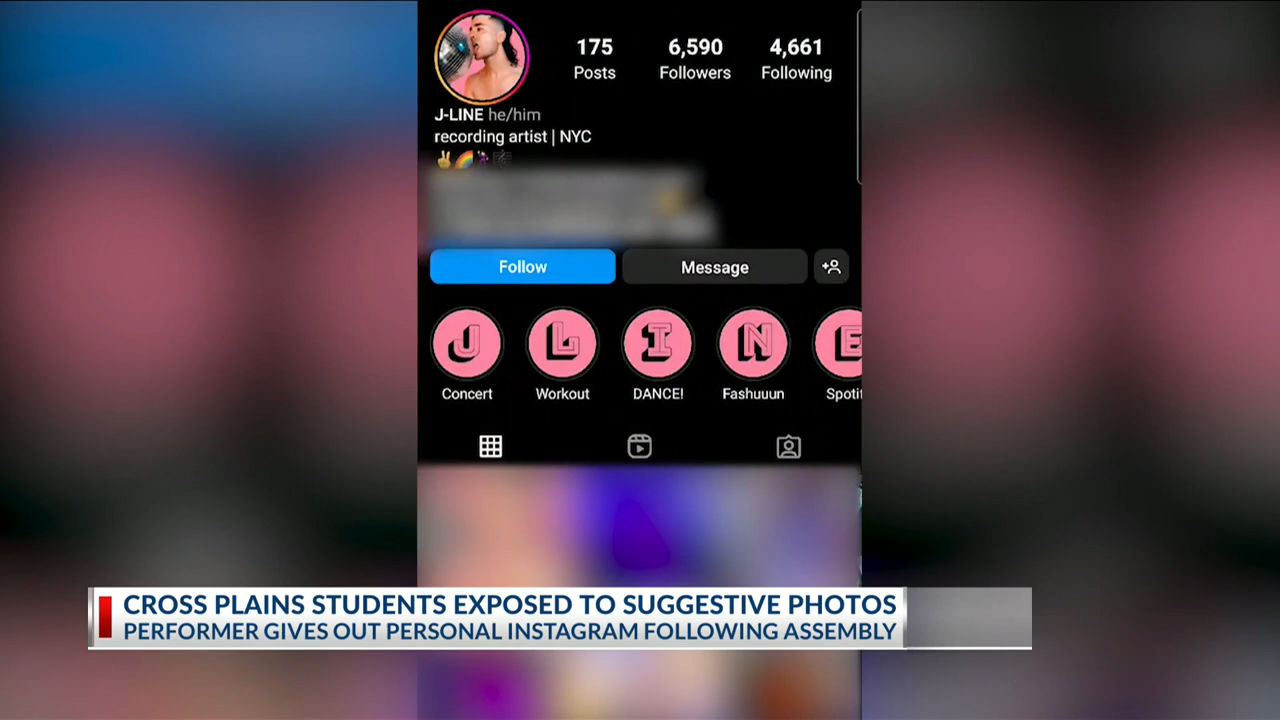 175 6,590 4,661
Posts Followers Following
J-LINE he/him
recording artist | NYC
Follow Message
J L I N E
Concert Workout DANCE! Fashuuun Spotif
CROSS PLAINS STUDENTS EXPOSED TO SUGGESTIVE PHOTOS
PERFORMER GIVES OUT PERSONAL INSTAGRAM FOLLOWING ASSEMBLY